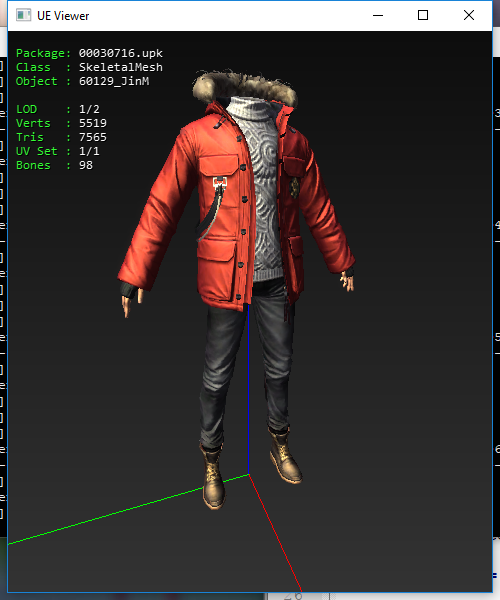 UE Viewer
Package: 00030716.upk
Class : SkeletalMesh
Object : 60129_JinM
LOD : 1/2
Verts : 5519
Tris : 7565
UV Set : 1/1
Bones : 98